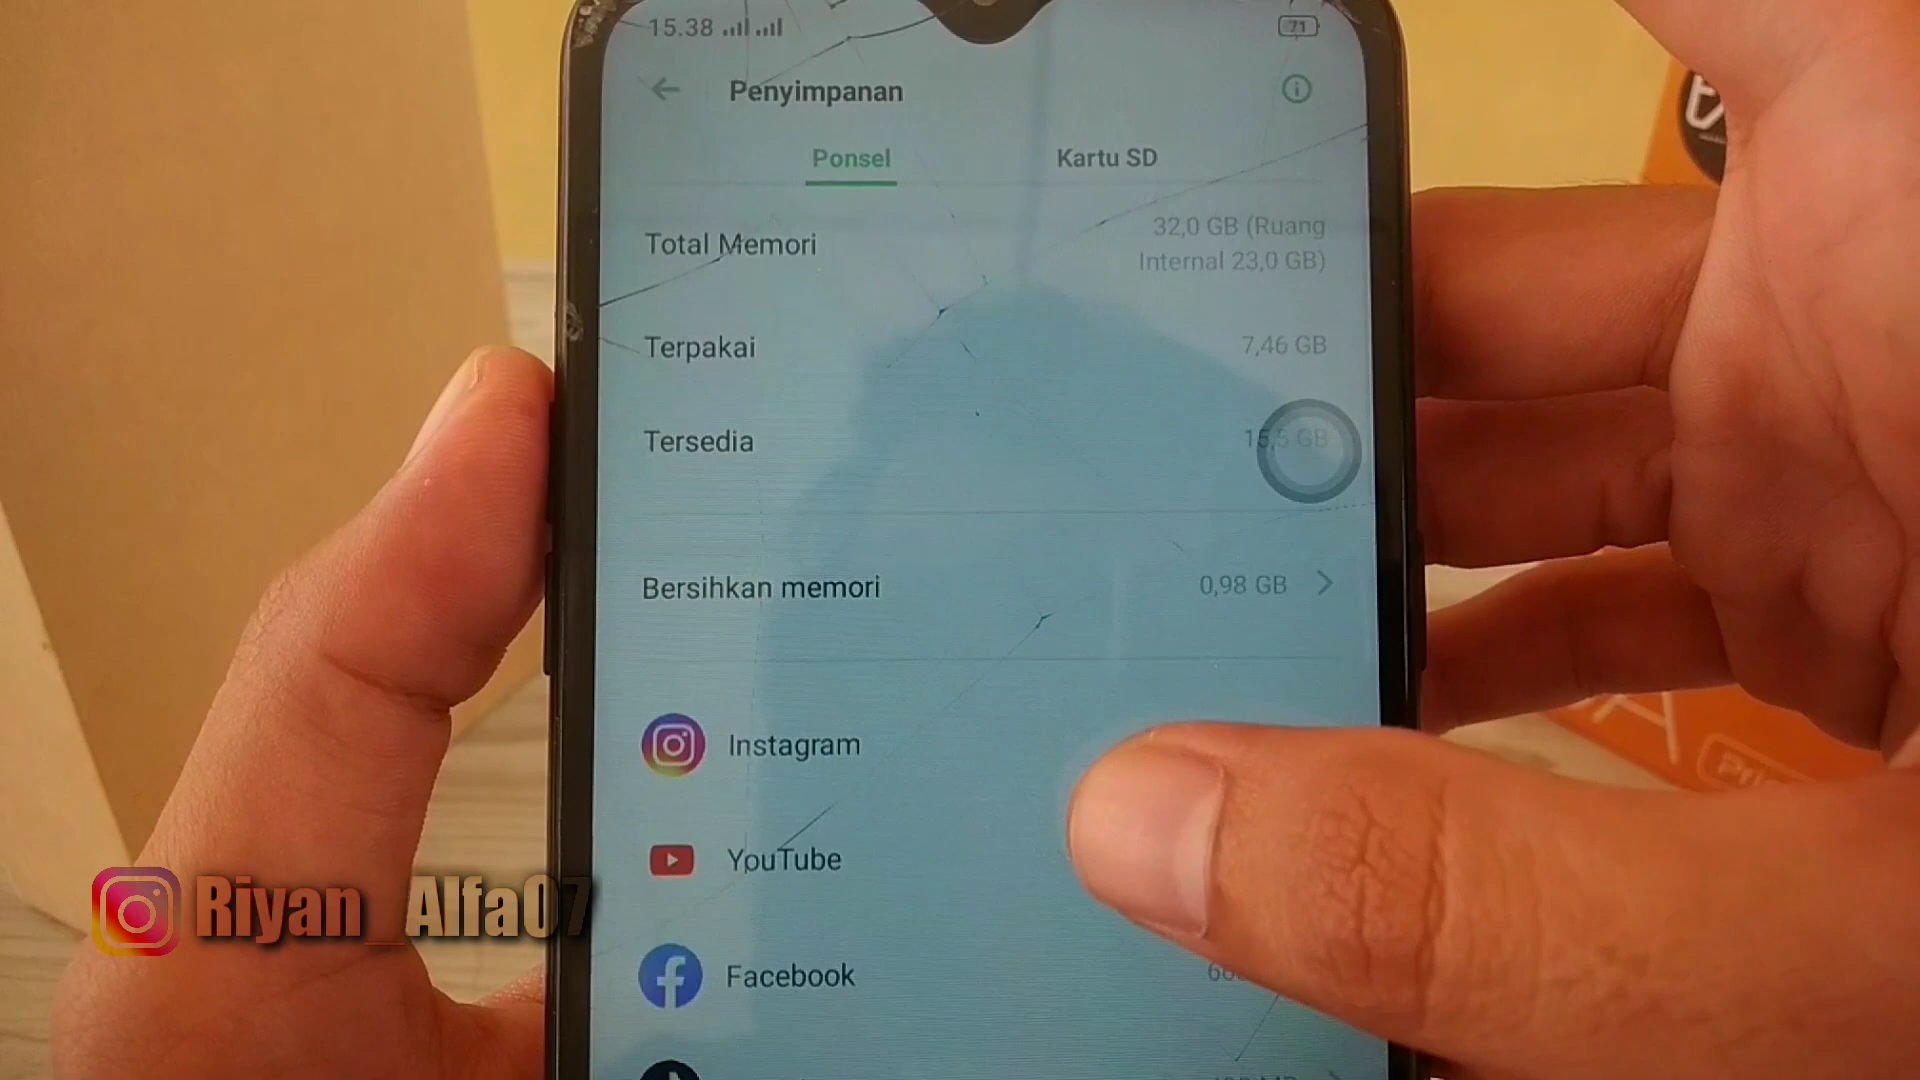 15.38
71
Penyimpanan
Ponsel
Kartu SD
Total Memori
32,0 GB (Ruang
Internal 23,0 GB)
Terpakai
7,46 GB
Tersedia
15,5 GB
Bersihkan memori
0,98 GB
Instagram
YouTube
Riyan_Alfa07
Facebook